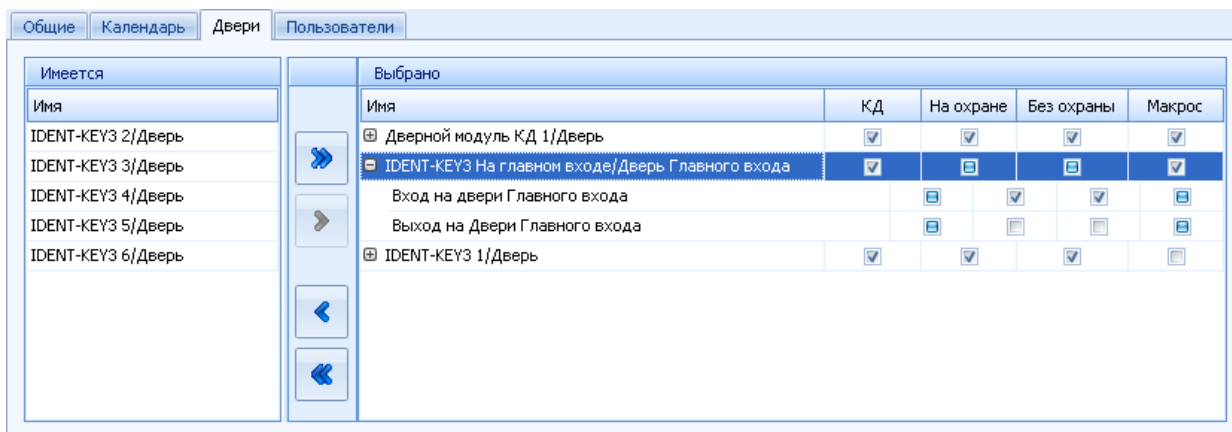 Общие Календарь Двери Пользователи
Имеется Выбрано
Имя Имя КД На охране Без охраны Макрос
IDENT-KEY3 2/Дверь Дверной модуль КД 1/Дверь
IDENT-KEY3 3/Дверь IDENT-KEY3 На главном входе/Дверь Главного входа
IDENT-KEY3 4/Дверь Вход на двери Главного входа
IDENT-KEY3 5/Дверь Выход на Двери Главного входа
IDENT-KEY3 6/Дверь IDENT-KEY3 1/Дверь